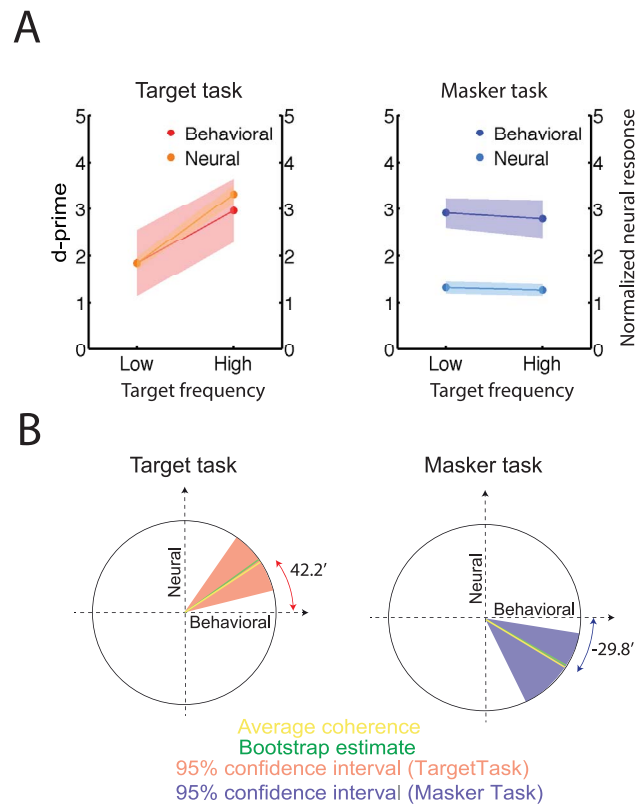 A
Target task
Masker task
5 5 5 5
Behavioral Behavioral
4 4 4 4
Neural Neural
3 3 3 3
2 2 2 2
1 1 1 1
0 0 0 0
d-prime
Normalized neural response
Low High Low High
Target frequency Target frequency
B
Target task Masker task
Neural
Behavioral
42.2'
Neural
Behavioral
-29.8'
Average coherence
Bootstrap estimate
95% confidence interval (TargetTask)
95% confidence interval (Masker Task)